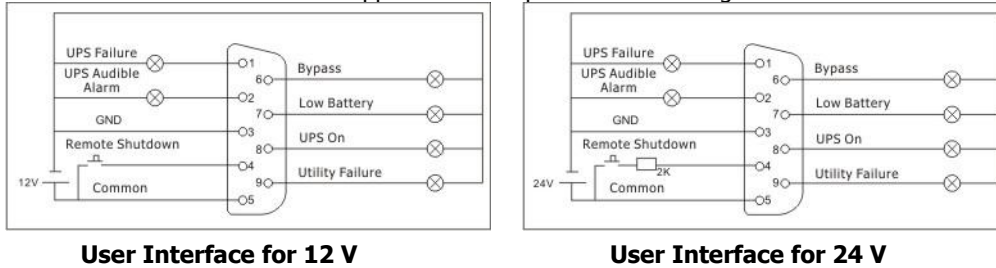 UPS Failure
UPS Audible
Alarm
GND
Remote Shutdown
12V
Common
1
2
3
4
5
6
7
8
9
Bypass
Low Battery
UPS On
Utility Failure
User Interface for 12 V
UPS Failure
UPS Audible
Alarm
GND
Remote Shutdown
2K
24V
Common
1
2
3
4
5
6
7
8
9
Bypass
Low Battery
UPS On
Utility Failure
User Interface for 24 V